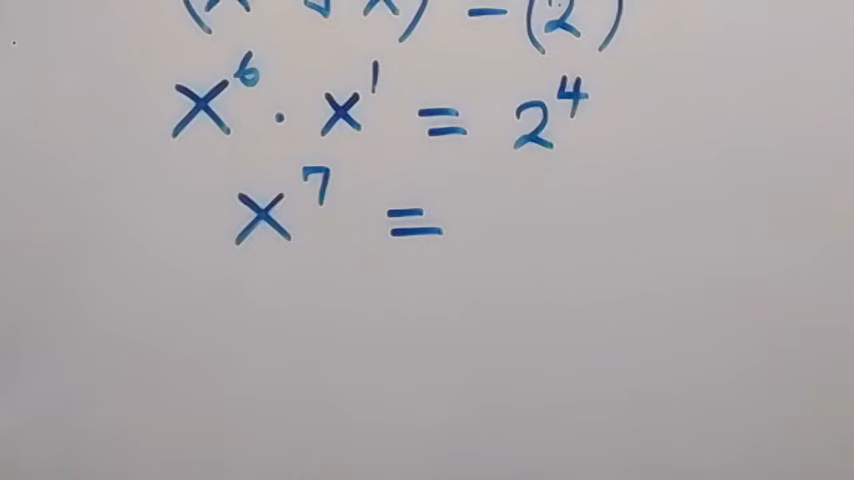 x⁶ · x¹ = 2⁴
x⁷ =